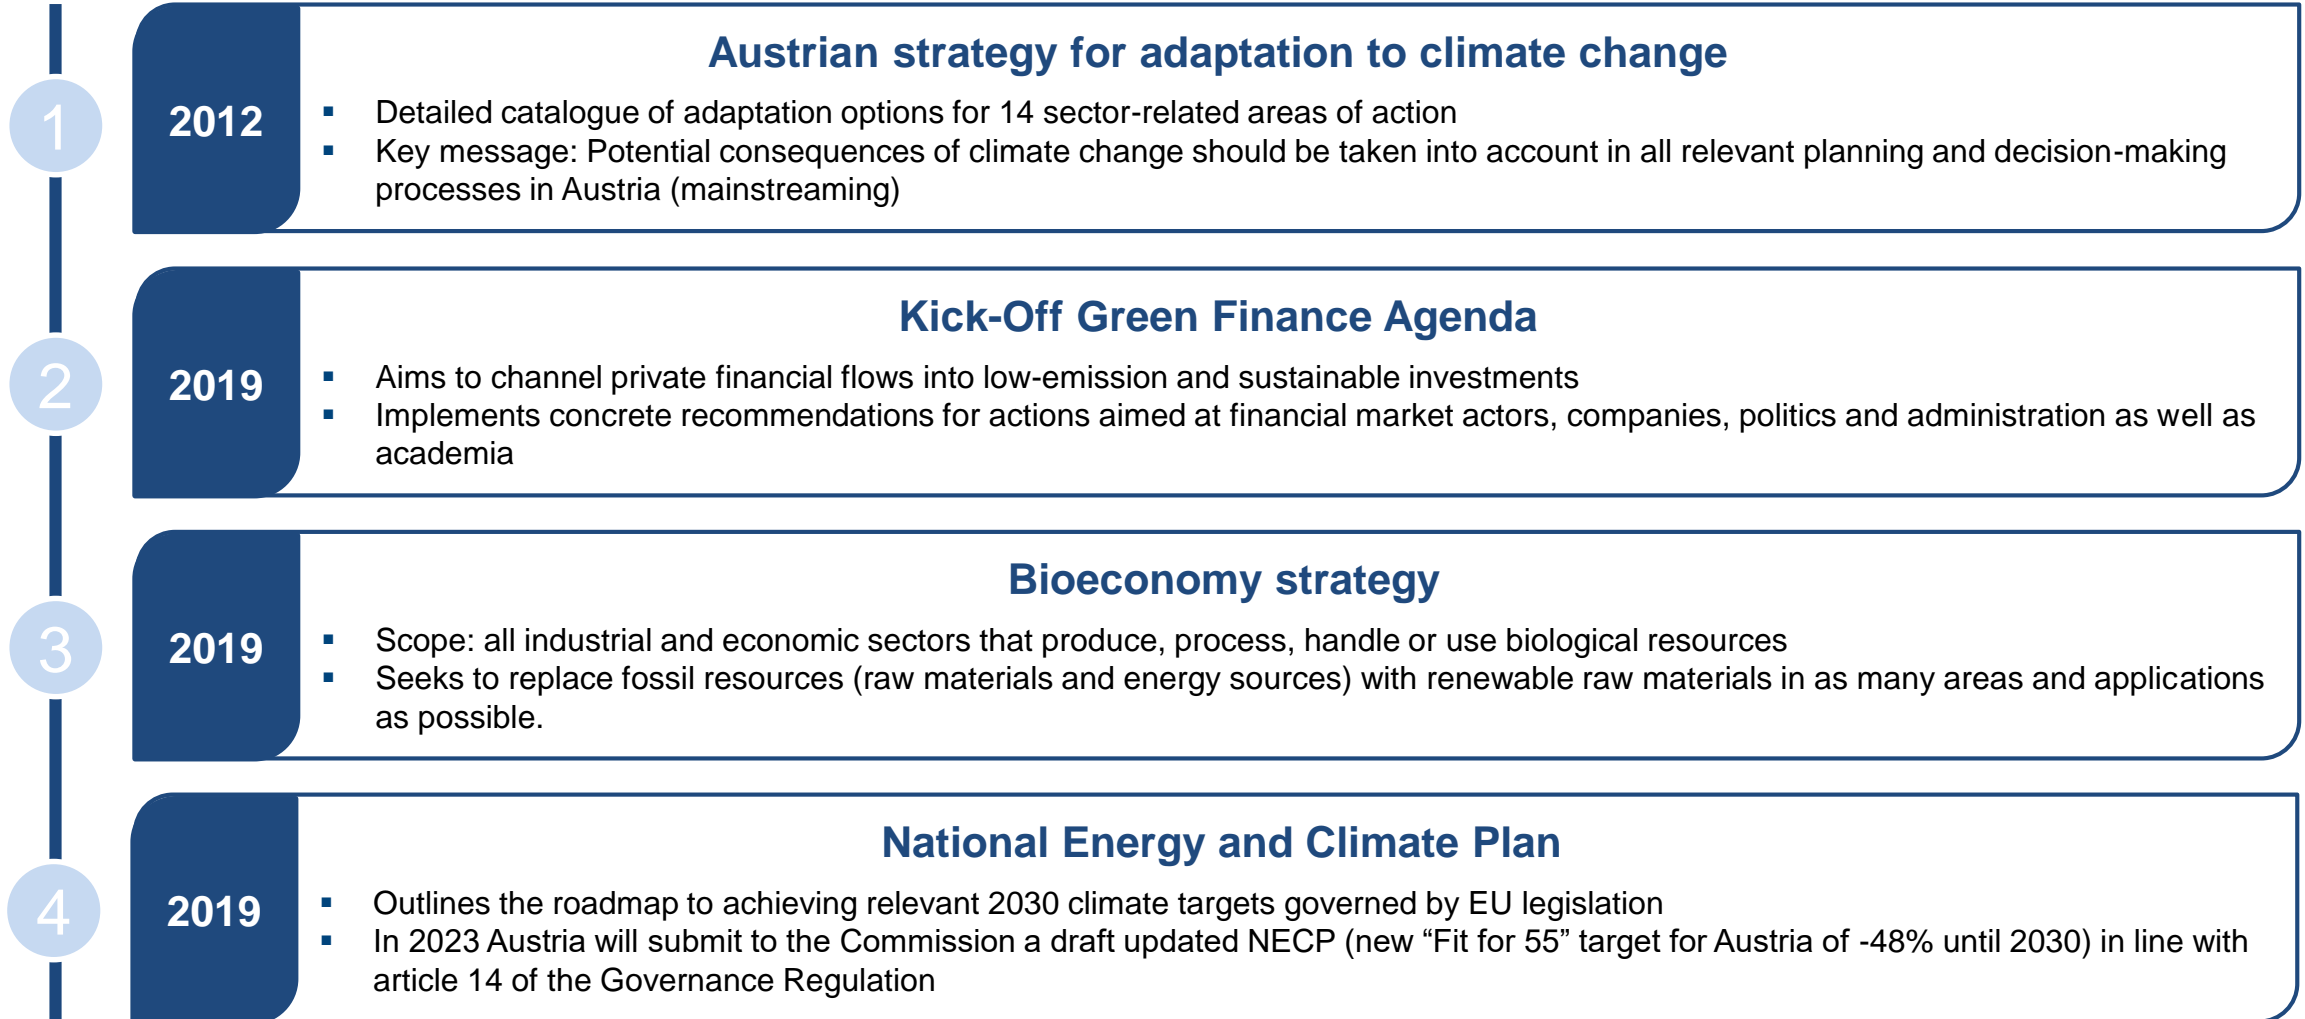 1
2012
Austrian strategy for adaptation to climate change
▪ Detailed catalogue of adaptation options for 14 sector-related areas of action
▪ Key message: Potential consequences of climate change should be taken into account in all relevant planning and decision-making
processes in Austria (mainstreaming)
2
2019
Kick-Off Green Finance Agenda
▪ Aims to channel private financial flows into low-emission and sustainable investments
▪ Implements concrete recommendations for actions aimed at financial market actors, companies, politics and administration as well as
academia
3
2019
Bioeconomy strategy
▪ Scope: all industrial and economic sectors that produce, process, handle or use biological resources
▪ Seeks to replace fossil resources (raw materials and energy sources) with renewable raw materials in as many areas and applications
as possible.
4
2019
National Energy and Climate Plan
▪ Outlines the roadmap to achieving relevant 2030 climate targets governed by EU legislation
▪ In 2023 Austria will submit to the Commission a draft updated NECP (new “Fit for 55” target for Austria of -48% until 2030) in line with
article 14 of the Governance Regulation